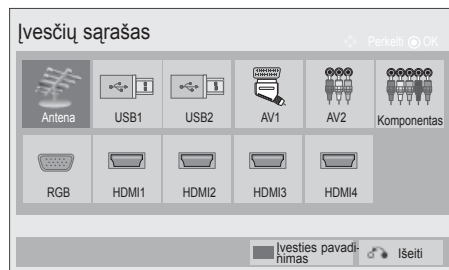 Įvesčių sąrašas
Perkelti OK
Antena USB1 USB2 AV1 AV2 Komponentas
RGB HDMI1 HDMI2 HDMI3 HDMI4
Įvesties pavadi-
nimas
Išeiti